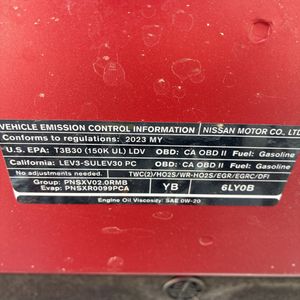 VEHICLE EMISSION CONTROL INFORMATION NISSAN MOTOR CO., LTD
Conforms to regulations: 2023 MY
U.S. EPA: T3B30 (150K UL) LDV OBD: CA OBD II Fuel: Gasoline
California: LEV3-SULEV30 PC OBD: CA OBD II Fuel: Gasoline
No adjustments needed. TWC(2)/HO2S/WR-HO2S/EGR/EGRC/DFI
Group: PNSXV02.0RMB
Evap: PNSXR0099PCA YB 6LY0B
Engine Oil Viscosity: SAE 0W-20